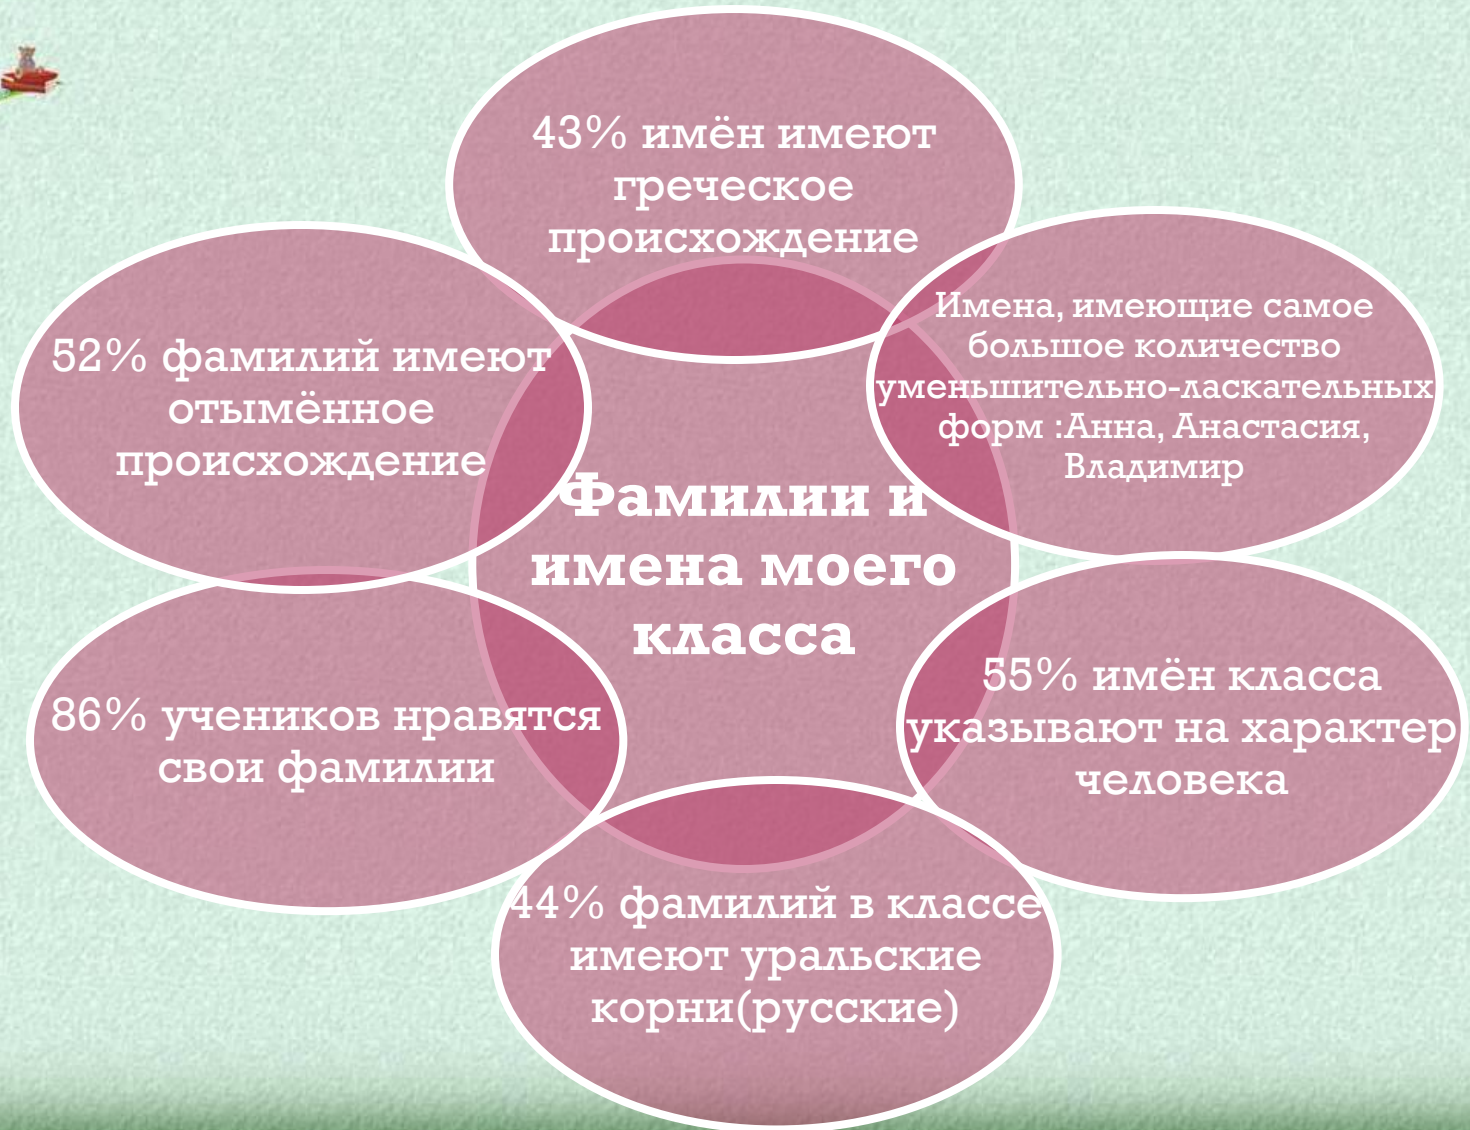 43% имён имеют
греческое
происхождение
Имена, имеющие самое
большое количество
уменьшительно-ласкательных
форм :Анна, Анастасия,
Владимир
52% фамилий имеют
отымённое
происхождение
Фамилии и
имена моего
класса
55% имён класса
указывают на характер
человека
86% учеников нравятся
свои фамилии
44% фамилий в классе
имеют уральские
корни(русские)